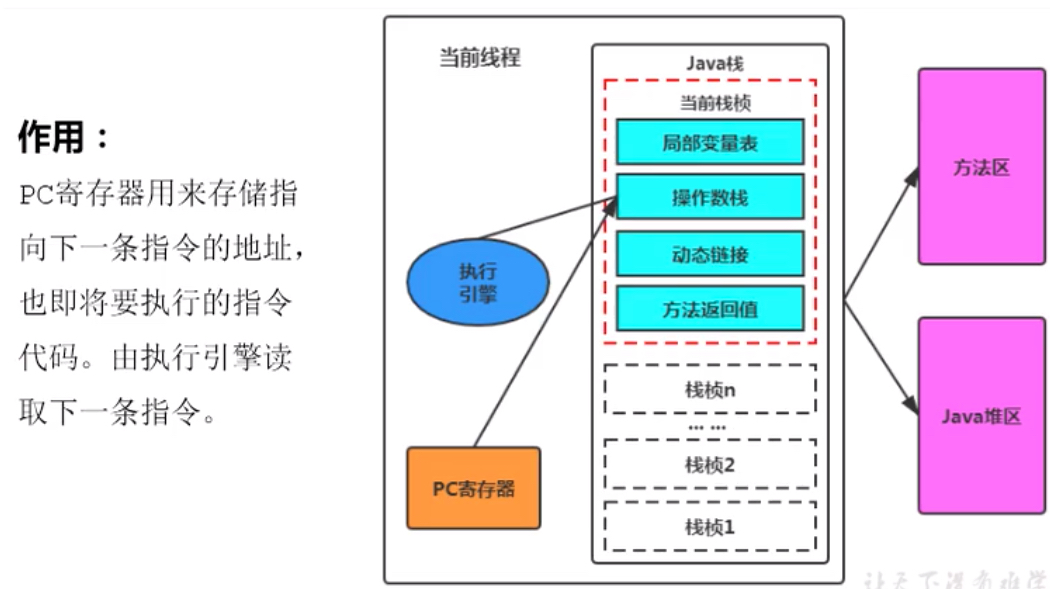 作用：
PC寄存器用来存储指
向下一条指令的地址，
也即将要执行的指令
代码。由执行引擎读
取下一条指令。
当前线程
Java栈
当前栈桢
局部变量表
操作数栈
动态链接
方法返回值
栈桢n
... ...
栈桢2
栈桢1
执行
引擎
PC寄存器
方法区
Java堆区
让天下没有难学